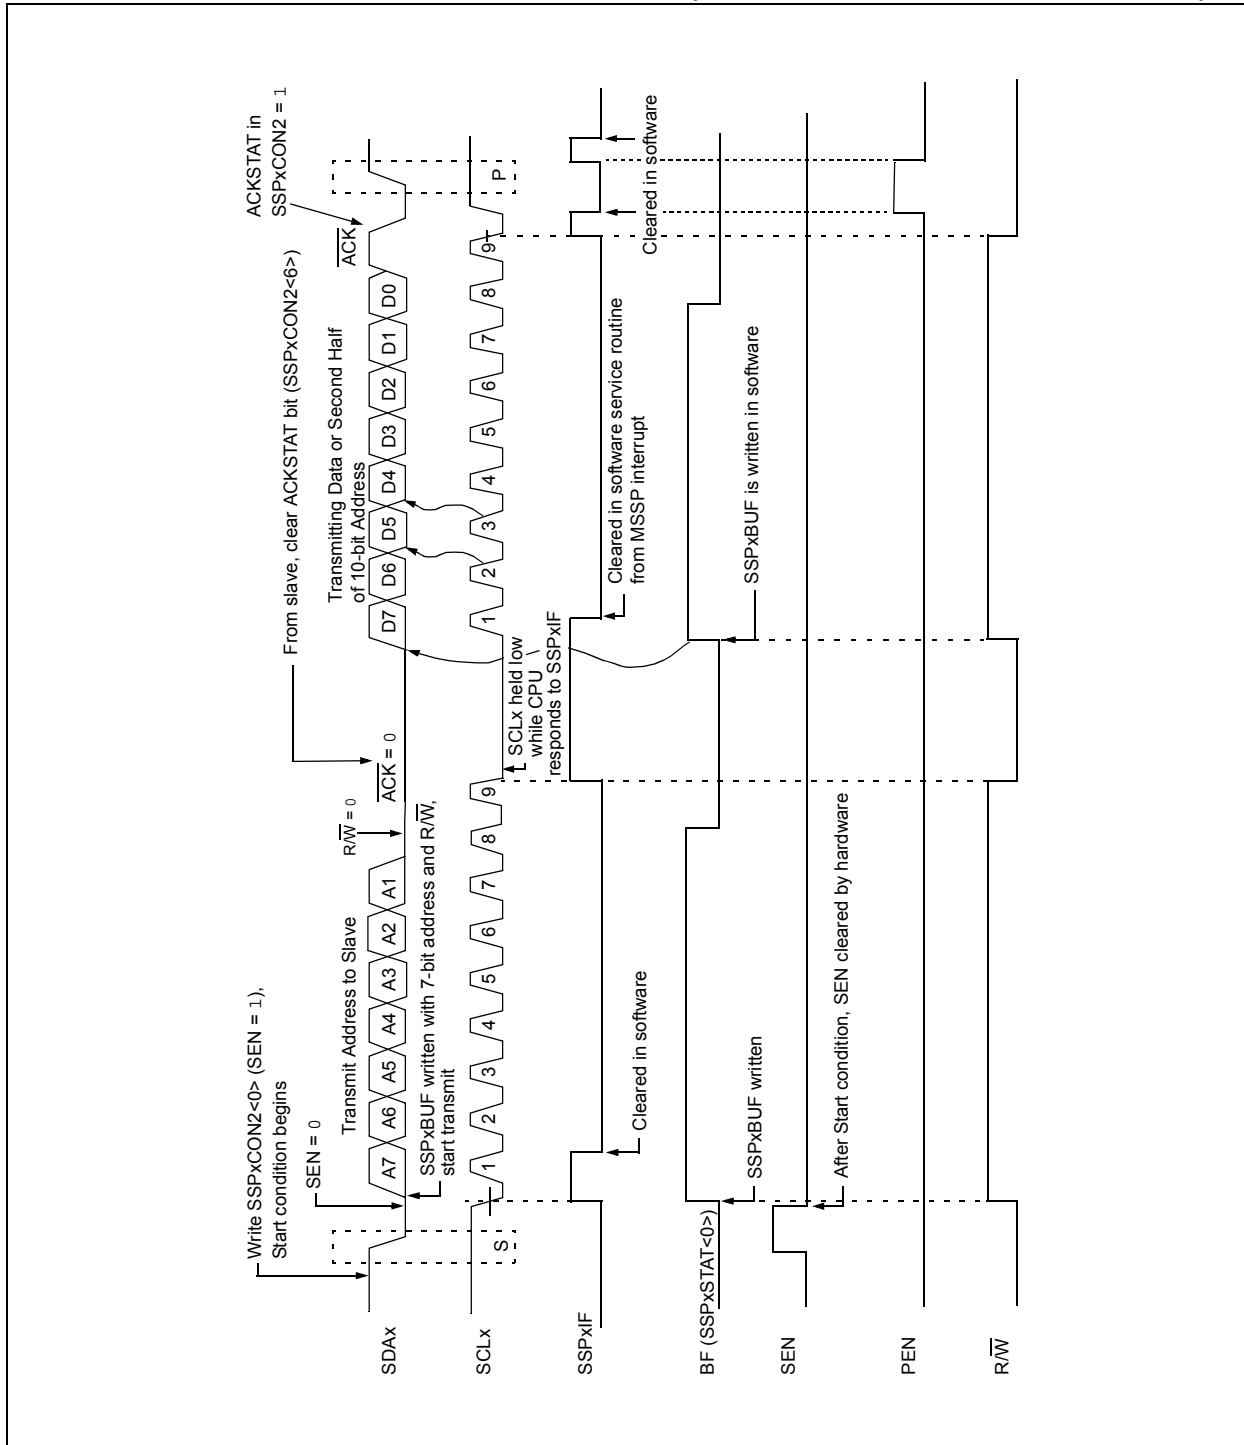 Write SSPxCON2<0> (SEN = 1),
Start condition begins
SEN = 0
Transmit Address to Slave
R/W = 0
From slave, clear ACKSTAT bit (SSPxCON2<6>)
ACK = 0
Transmitting Data or Second Half
of 10-bit Address
ACK
ACKSTAT in
SSPxCON2 = 1
SDAx
A7 A6 A5 A4 A3 A2 A1
D7 D6 D5 D4 D3 D2 D1 D0
SSPxBUF written with 7-bit address and R/W,
start transmit
SCLx
S
1 2 3 4 5 6 7 8 9
1 2 3 4 5 6 7 8 9
P
SCLx held low
while CPU
responds to SSPxIF
SSPxIF
Cleared in software
Cleared in software service routine
from MSSP interrupt
Cleared in software
BF (SSPxSTAT<0>)
SSPxBUF written
SSPxBUF is written in software
SEN
After Start condition, SEN cleared by hardware
PEN
R/W